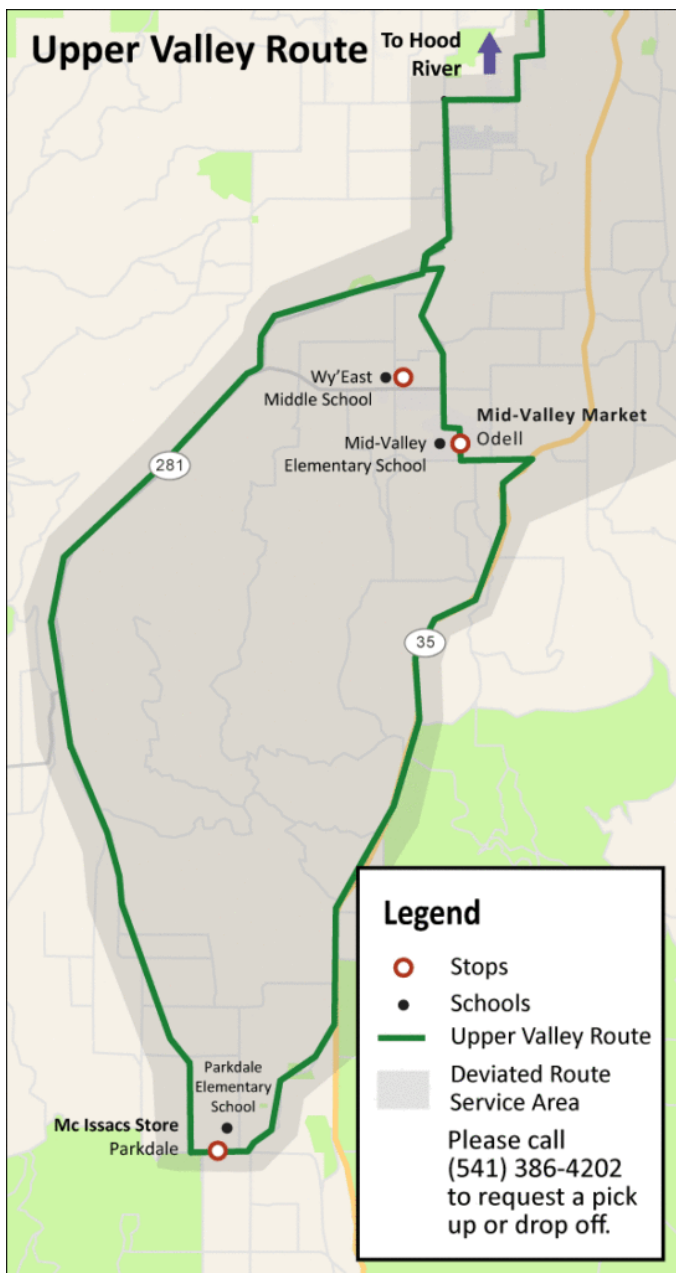 Upper Valley Route
To Hood
River
Wy'East
Middle School
Mid-Valley Market
Odell
Mid-Valley
Elementary School
281
35
Parkdale
Elementary
School
Mc Issacs Store
Parkdale
Legend
Stops
Schools
Upper Valley Route
Deviated Route
Service Area
Please call
(541) 386-4202
to request a pick
up or drop off.